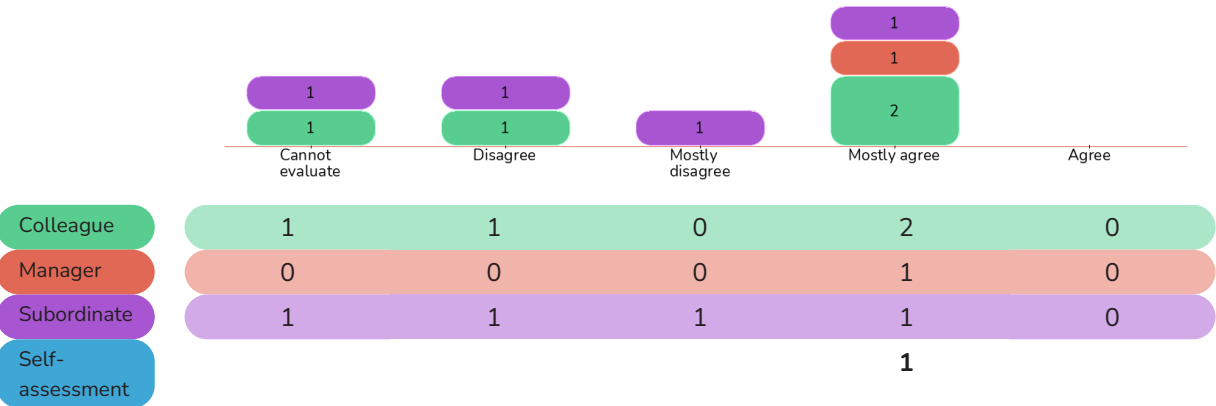 1
1
1
1
1
2
1
1
1
Cannot
evaluate
Disagree
Mostly
disagree
Mostly agree
Agree
Colleague 1 1 0 2 0
Manager 0 0 0 1 0
Subordinate 1 1 1 1 0
Self-
assessment 1